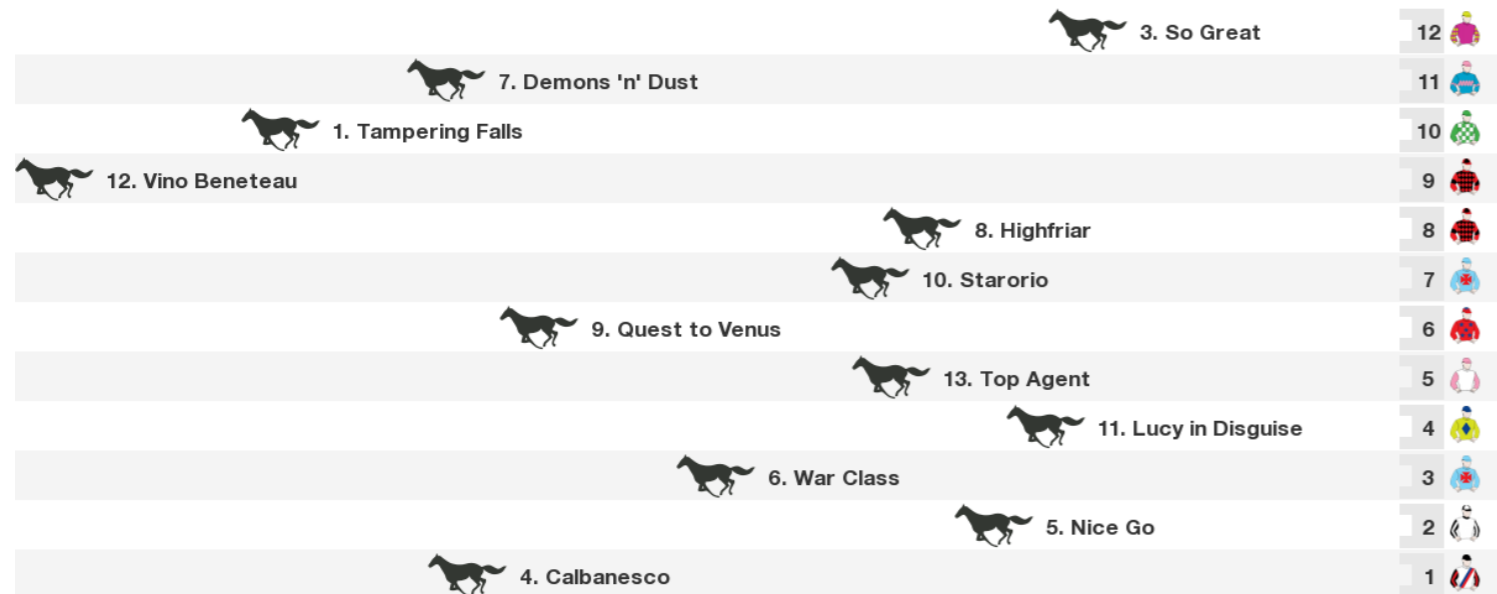 3. So Great 12
7. Demons 'n' Dust 11
1. Tampering Falls 10
12. Vino Beneteau 9
8. Highfriar 8
10. Starorio 7
9. Quest to Venus 6
13. Top Agent 5
11. Lucy in Disguise 4
6. War Class 3
5. Nice Go 2
4. Calbanesco 1